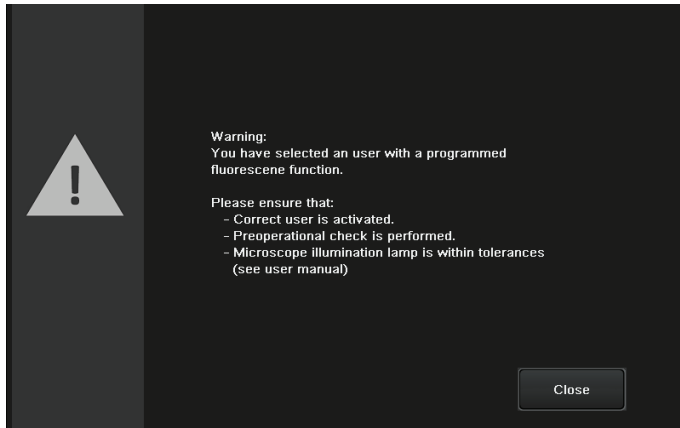 Warning:
You have selected an user with a programmed
fluorescene function.
Please ensure that:
- Correct user is activated.
- Preoperational check is performed.
- Microscope illumination lamp is within tolerances
(see user manual)
Close